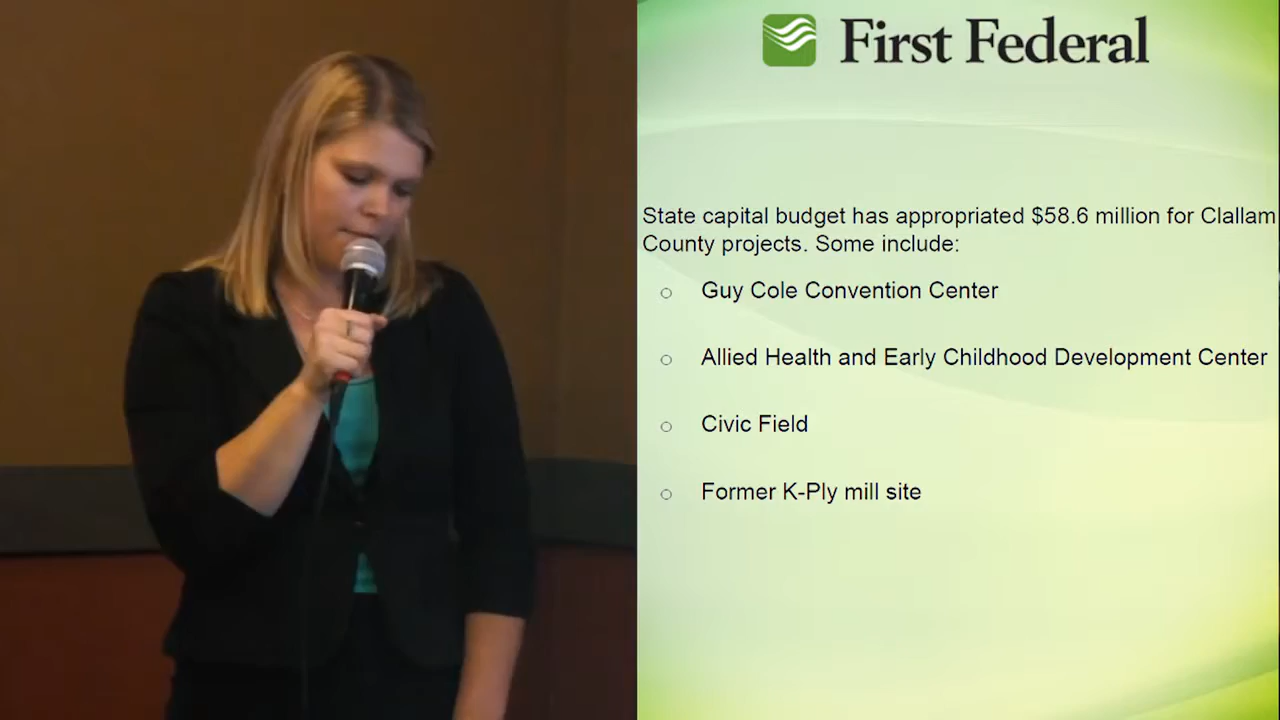 First Federal
State capital budget has appropriated $58.6 million for Clallam
County projects. Some include:
○ Guy Cole Convention Center
○ Allied Health and Early Childhood Development Center
○ Civic Field
○ Former K-Ply mill site